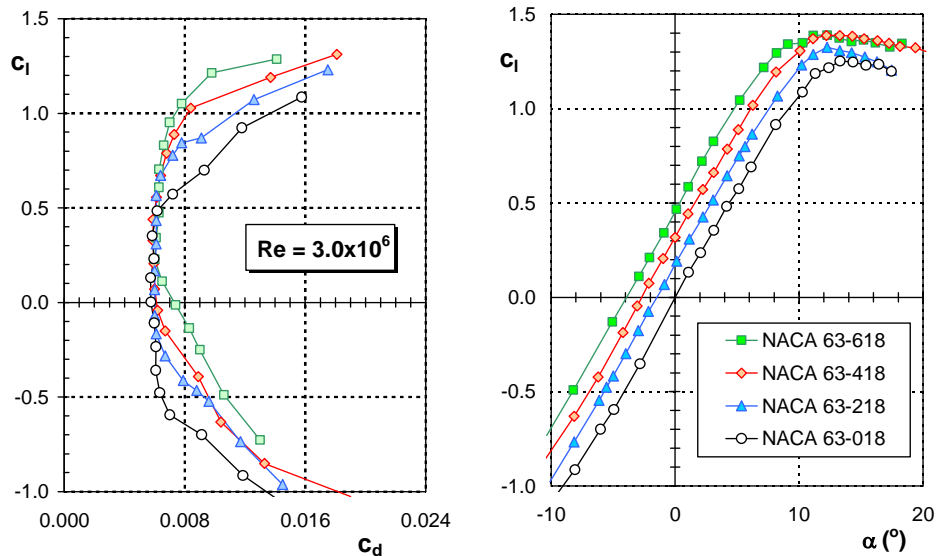 1.5
c_l
1.0
0.5
0.0
-0.5
-1.0
Re = 3.0x10^6
0.000
0.008
0.016
0.024
c_d
1.5
c_l
1.0
0.5
0.0
-0.5
-1.0
NACA 63-618
NACA 63-418
NACA 63-218
NACA 63-018
-10
0
10
20
α (°)